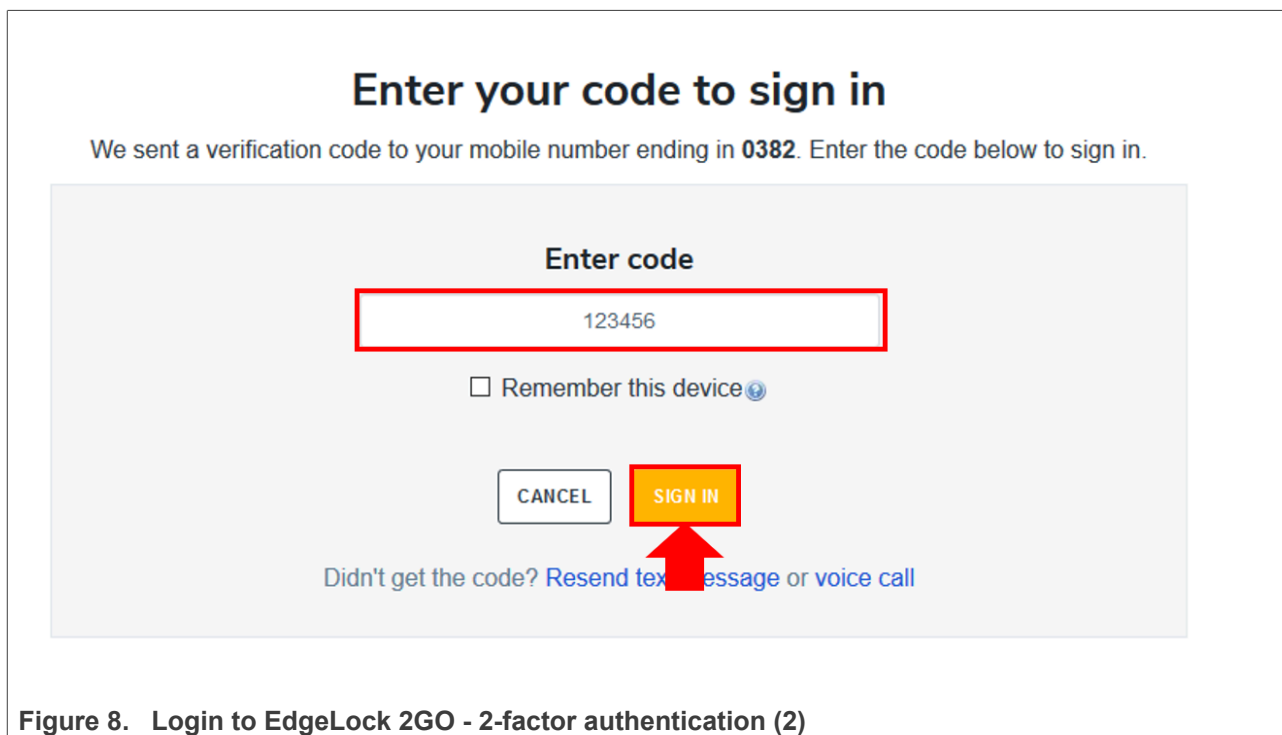 Enter your code to sign in
We sent a verification code to your mobile number ending in 0382. Enter the code below to sign in.
Enter code
123456
Remember this device
CANCEL
SIGN IN
Didn't get the code? Resend text message or voice call
Figure 8. Login to EdgeLock 2GO - 2-factor authentication (2)